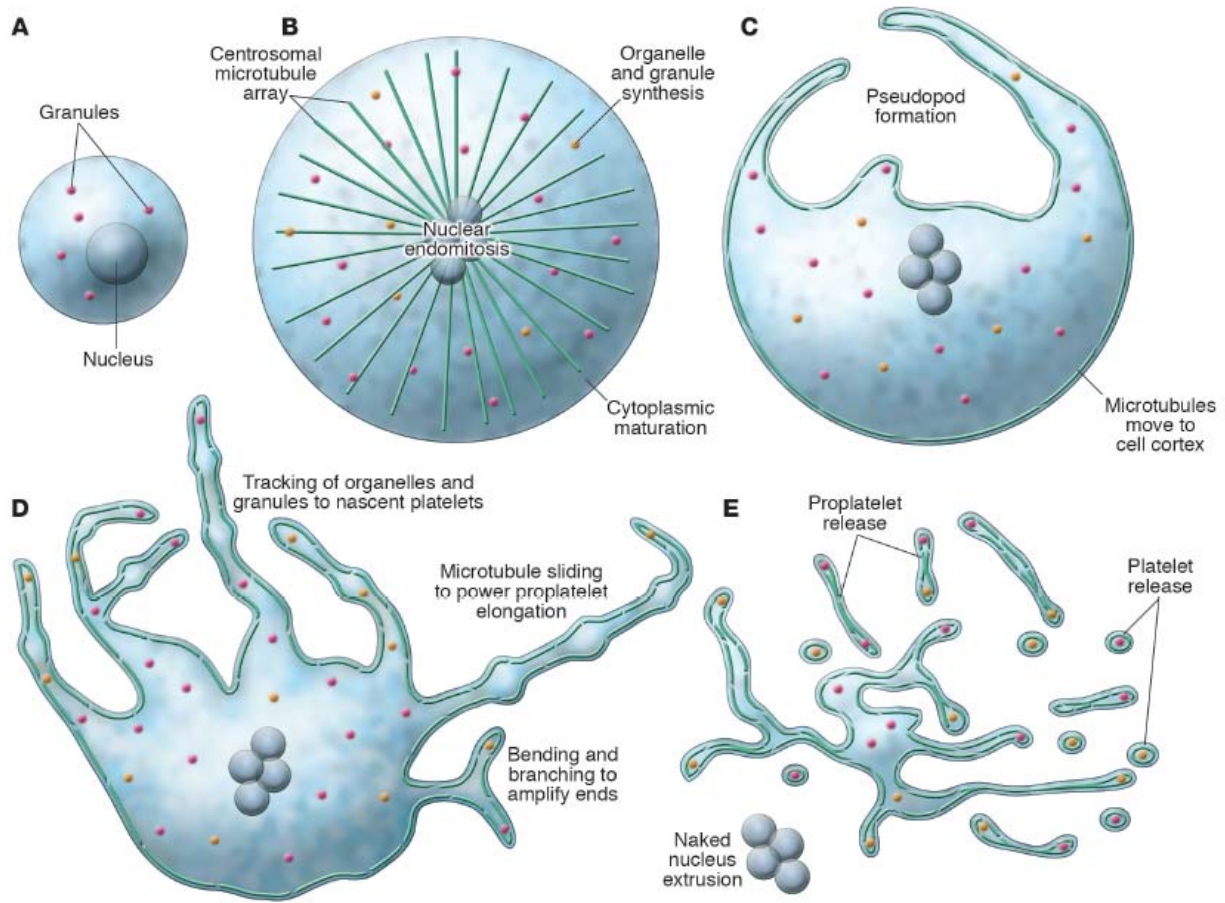 A
Granules
Nucleus
B
Centrosomal
microtubule
array
Organelle
and granule
synthesis
Nuclear
endomitosis
Cytoplasmic
maturation
C
Pseudopod
formation
Microtubules
move to
cell cortex
D
Tracking of organelles and
granules to nascent platelets
Microtubule sliding
to power proplatelet
elongation
Bending and
branching to
amplify ends
E
Proplatelet
release
Platelet
release
Naked
nucleus
extrusion